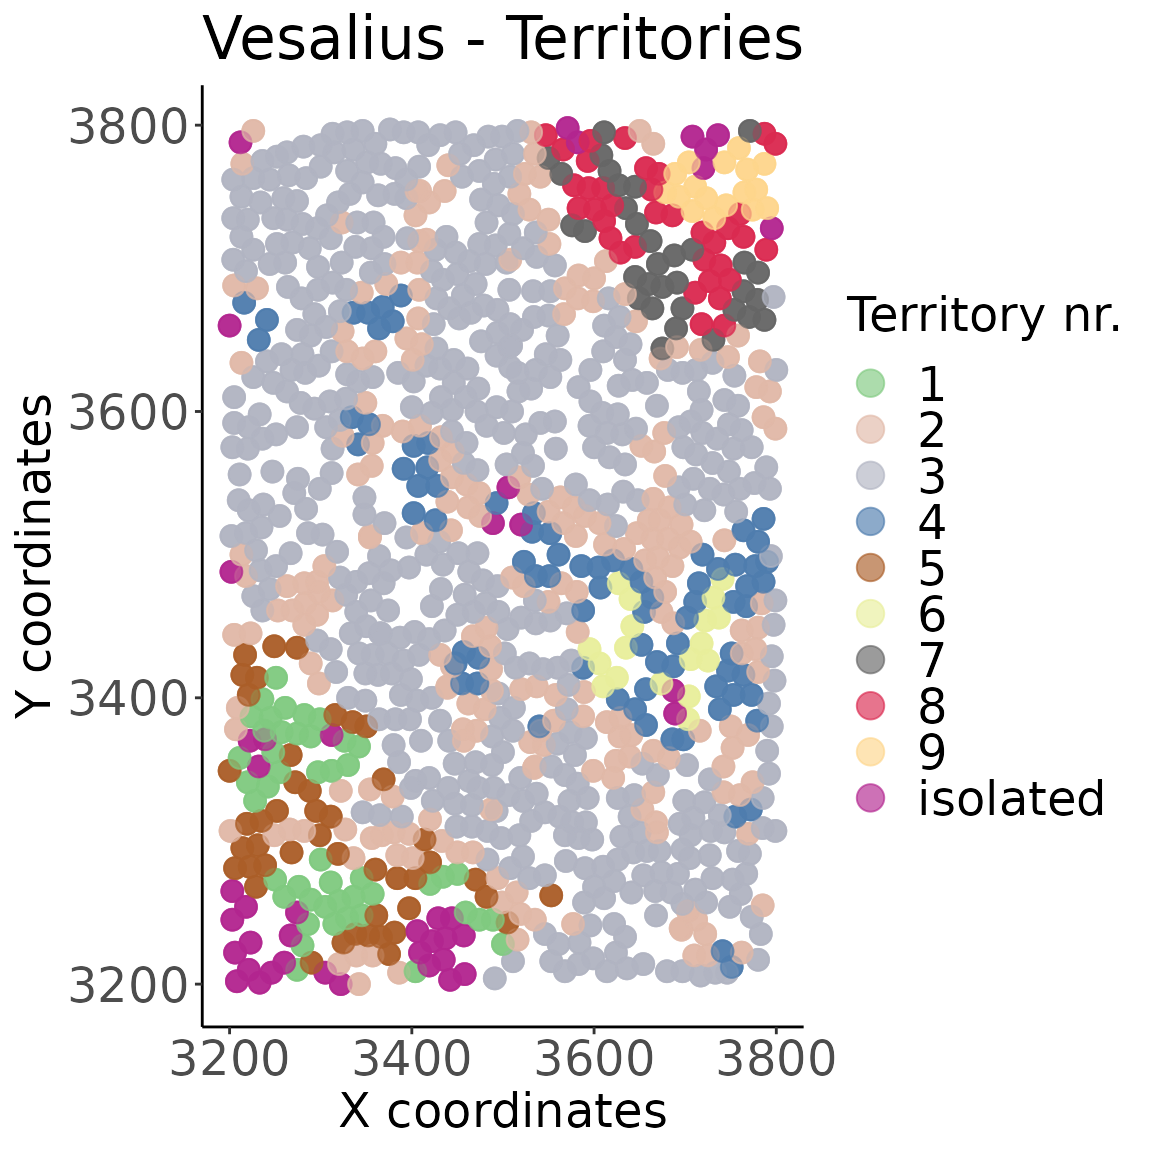 Vesalius - Territories
3800
3600
3400
3200
Y coordinates
3200 3400 3600 3800
X coordinates
Territory nr.
1
2
3
4
5
6
7
8
9
isolated